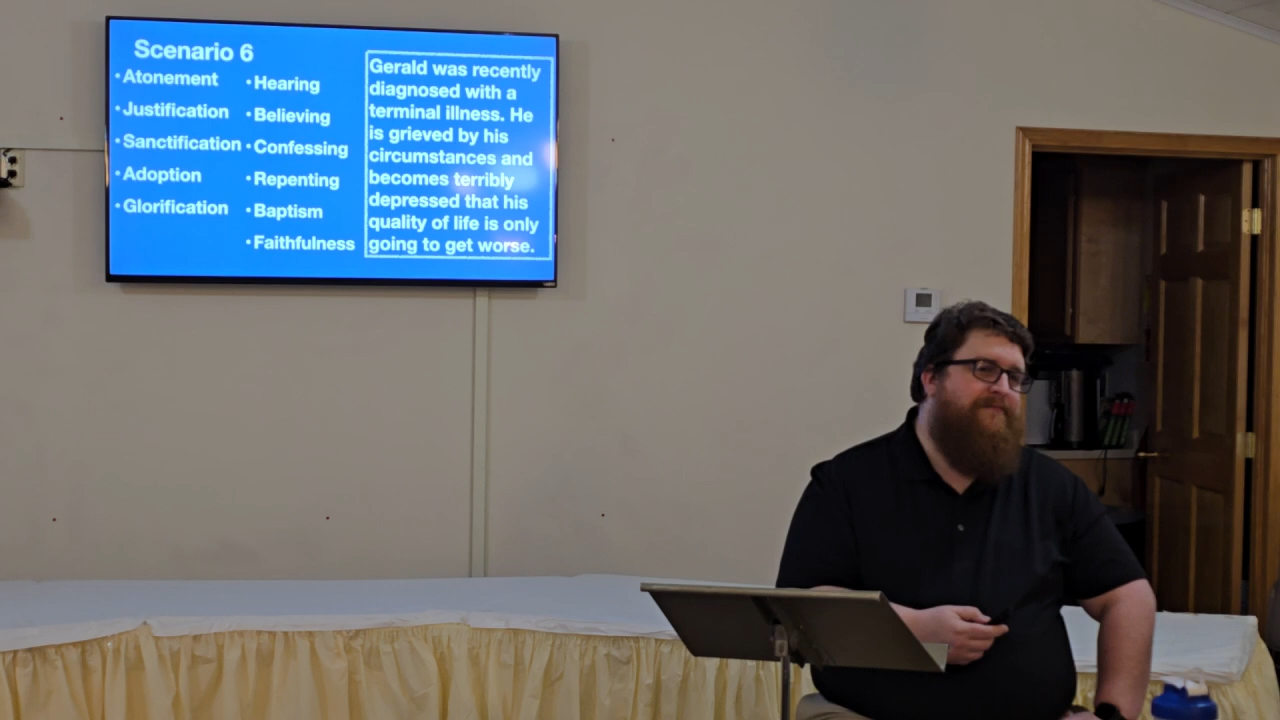 Scenario 6
• Atonement
• Justification
• Sanctification
• Adoption
• Glorification
• Hearing
• Believing
• Confessing
• Repenting
• Baptism
• Faithfulness
Gerald was recently
diagnosed with a
terminal illness. He
is grieved by his
circumstances and
becomes terribly
depressed that his
quality of life is only
going to get worse.